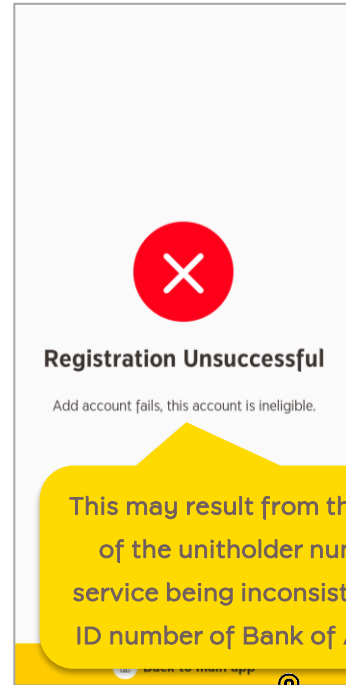 Registration Unsuccessful
Add account fails, this account is ineligible.
This may result from th
of the unitholder nu
service being inconsist
ID number of Bank of
Back to main app